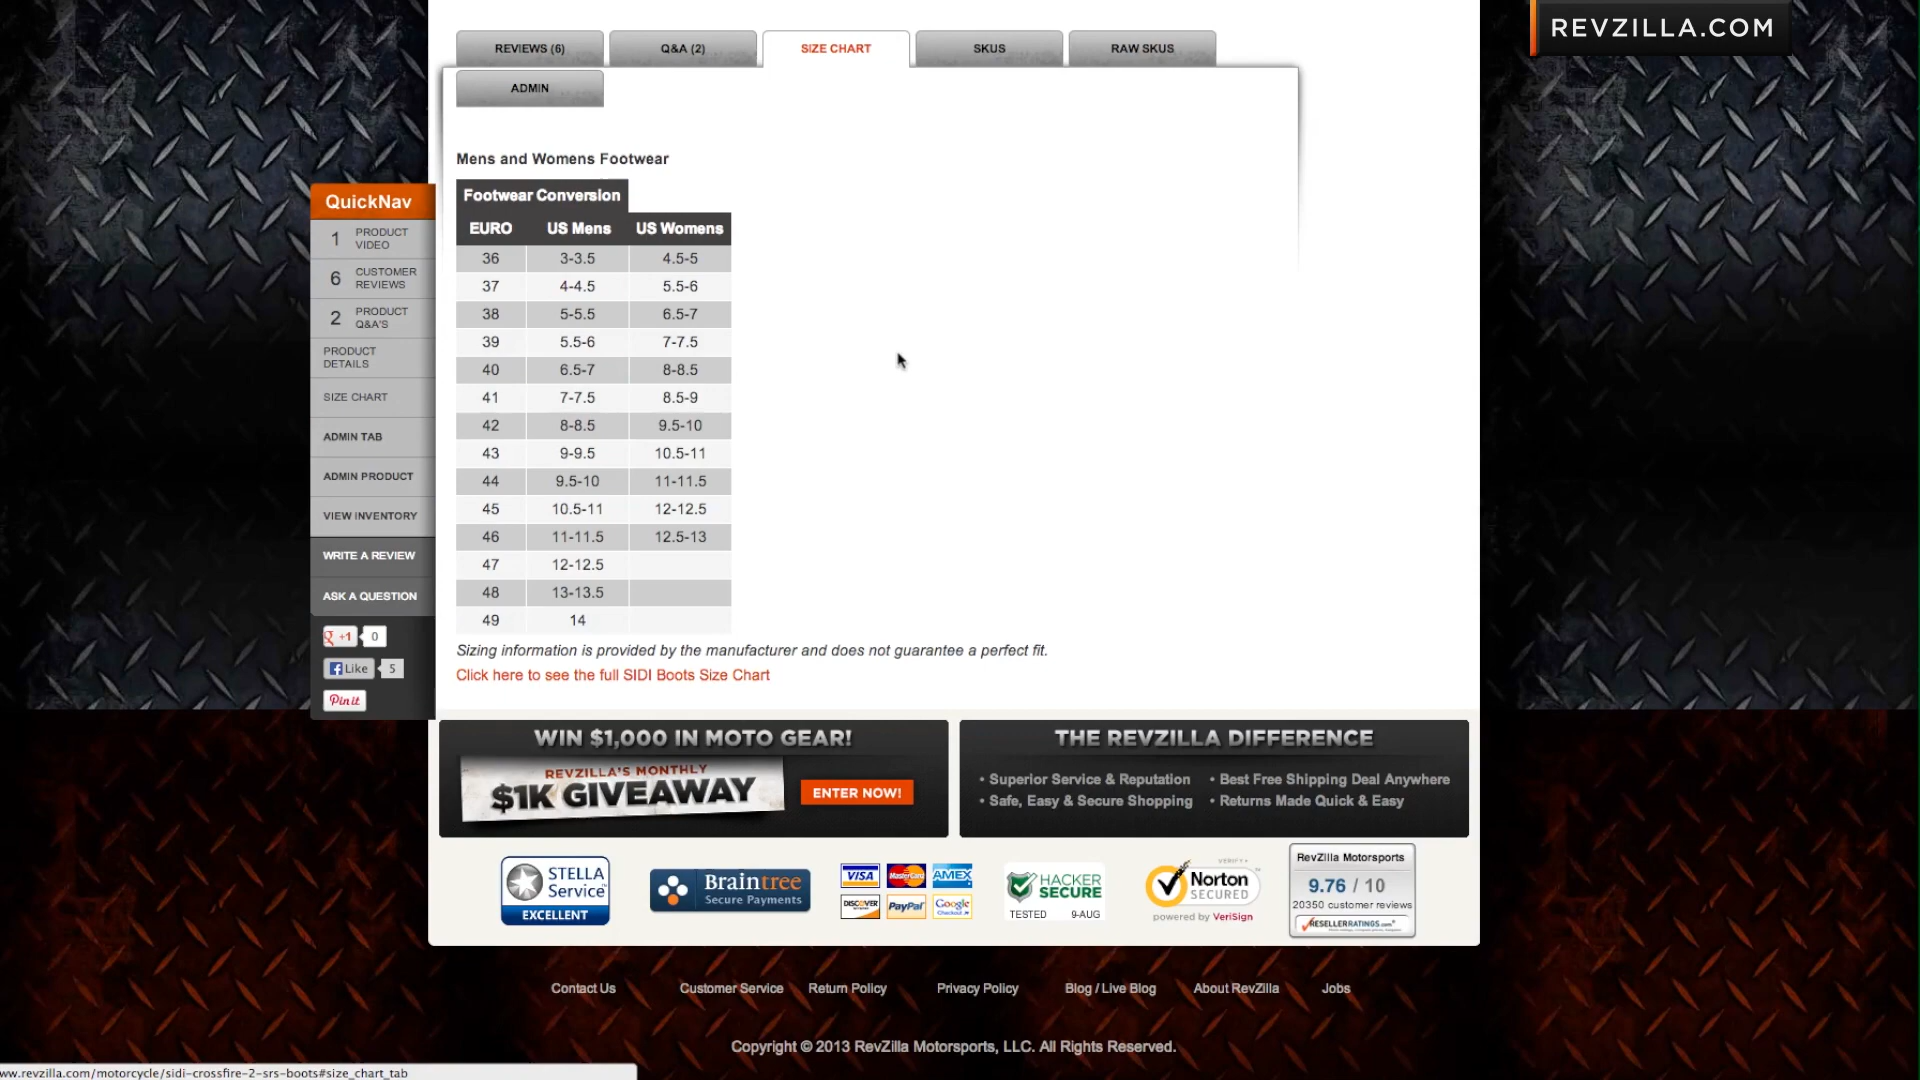 REVZILLA.COM
REVIEWS (6)
Q&A (2)
SIZE CHART
SKUS
RAW SKUS
ADMIN
Mens and Womens Footwear
Footwear Conversion
EURO US Mens US Womens
36 3-3.5 4.5-5
37 4-4.5 5.5-6
38 5-5.5 6.5-7
39 5.5-6 7-7.5
40 6.5-7 8-8.5
41 7-7.5 8.5-9
42 8-8.5 9.5-10
43 9-9.5 10.5-11
44 9.5-10 11-11.5
45 10.5-11 12-12.5
46 11-11.5 12.5-13
47 12-12.5
48 13-13.5
49 14
Sizing information is provided by the manufacturer and does not guarantee a perfect fit.
Click here to see the full SIDI Boots Size Chart
QuickNav
1 PRODUCT
VIDEO
6 CUSTOMER
REVIEWS
2 PRODUCT
Q&A'S
PRODUCT
DETAILS
SIZE CHART
ADMIN TAB
ADMIN PRODUCT
VIEW INVENTORY
WRITE A REVIEW
ASK A QUESTION
g +1 0
f Like 5
Pin it
WIN $1,000 IN MOTO GEAR!
REVZILLA'S MONTHLY
$1K GIVEAWAY
ENTER NOW!
THE REVZILLA DIFFERENCE
• Superior Service & Reputation • Best Free Shipping Deal Anywhere
• Safe, Easy & Secure Shopping • Returns Made Quick & Easy
STELLA
Service
EXCELLENT
Braintree
Secure Payments
VISA MasterCard AMEX
DISCOVER PayPal Google
Checkout
HACKER
SECURE
TESTED 9-AUG
VERIFY
Norton
SECURED
powered by VeriSign
RevZilla Motorsports
9.76 / 10
20350 customer reviews
RESELLERRATINGS.com
Contact Us
Customer Service
Return Policy
Privacy Policy
Blog / Live Blog
About RevZilla
Jobs
Copyright © 2013 RevZilla Motorsports, LLC. All Rights Reserved.
ww.revzilla.com/motorcycle/sidi-crossfire-2-srs-boots#size_chart_tab